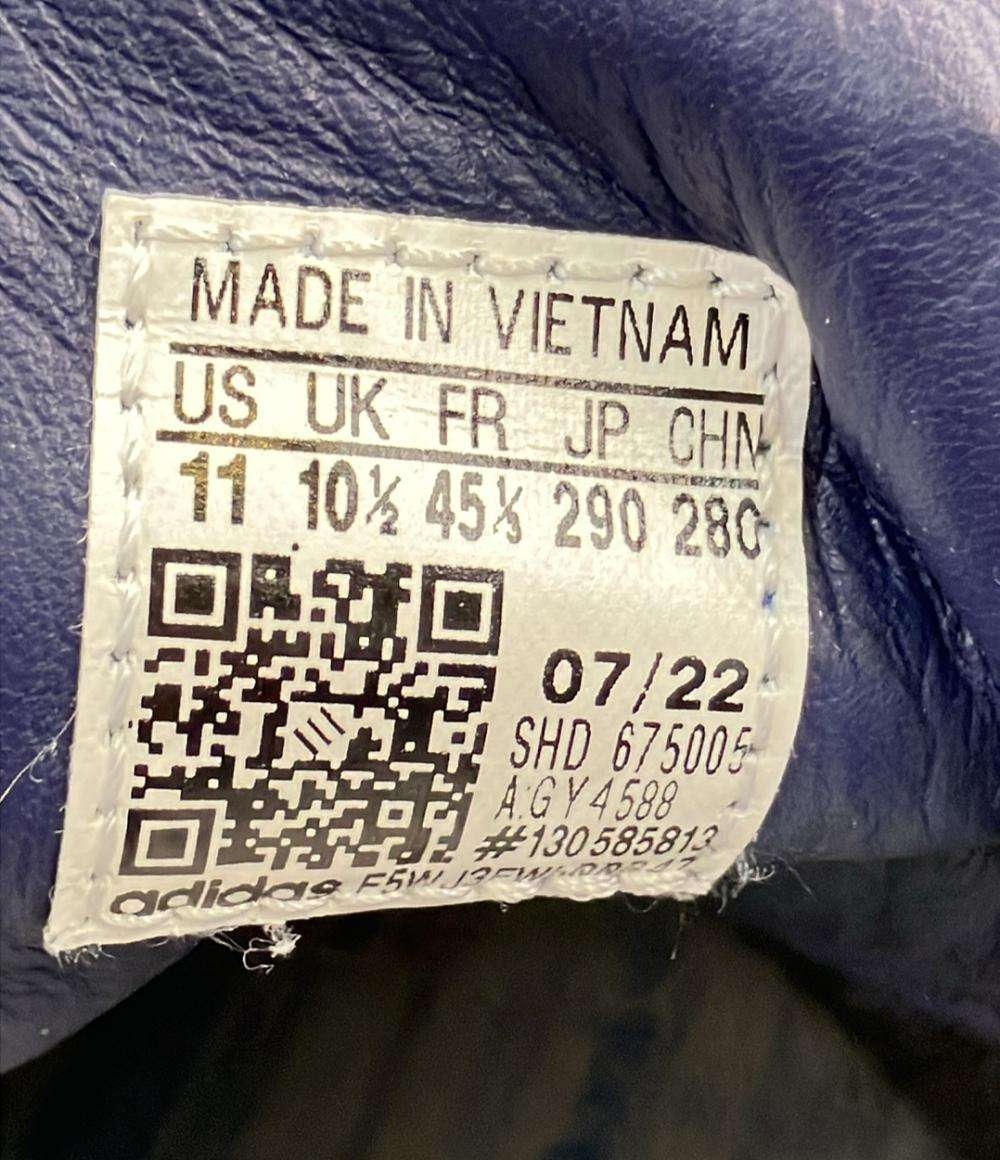 MADE IN VIETNAM
US UK FR JP CHN
11 10½ 45⅓ 290 280
07/22
SHD 675005
A:GY4588
#130585813
adidas